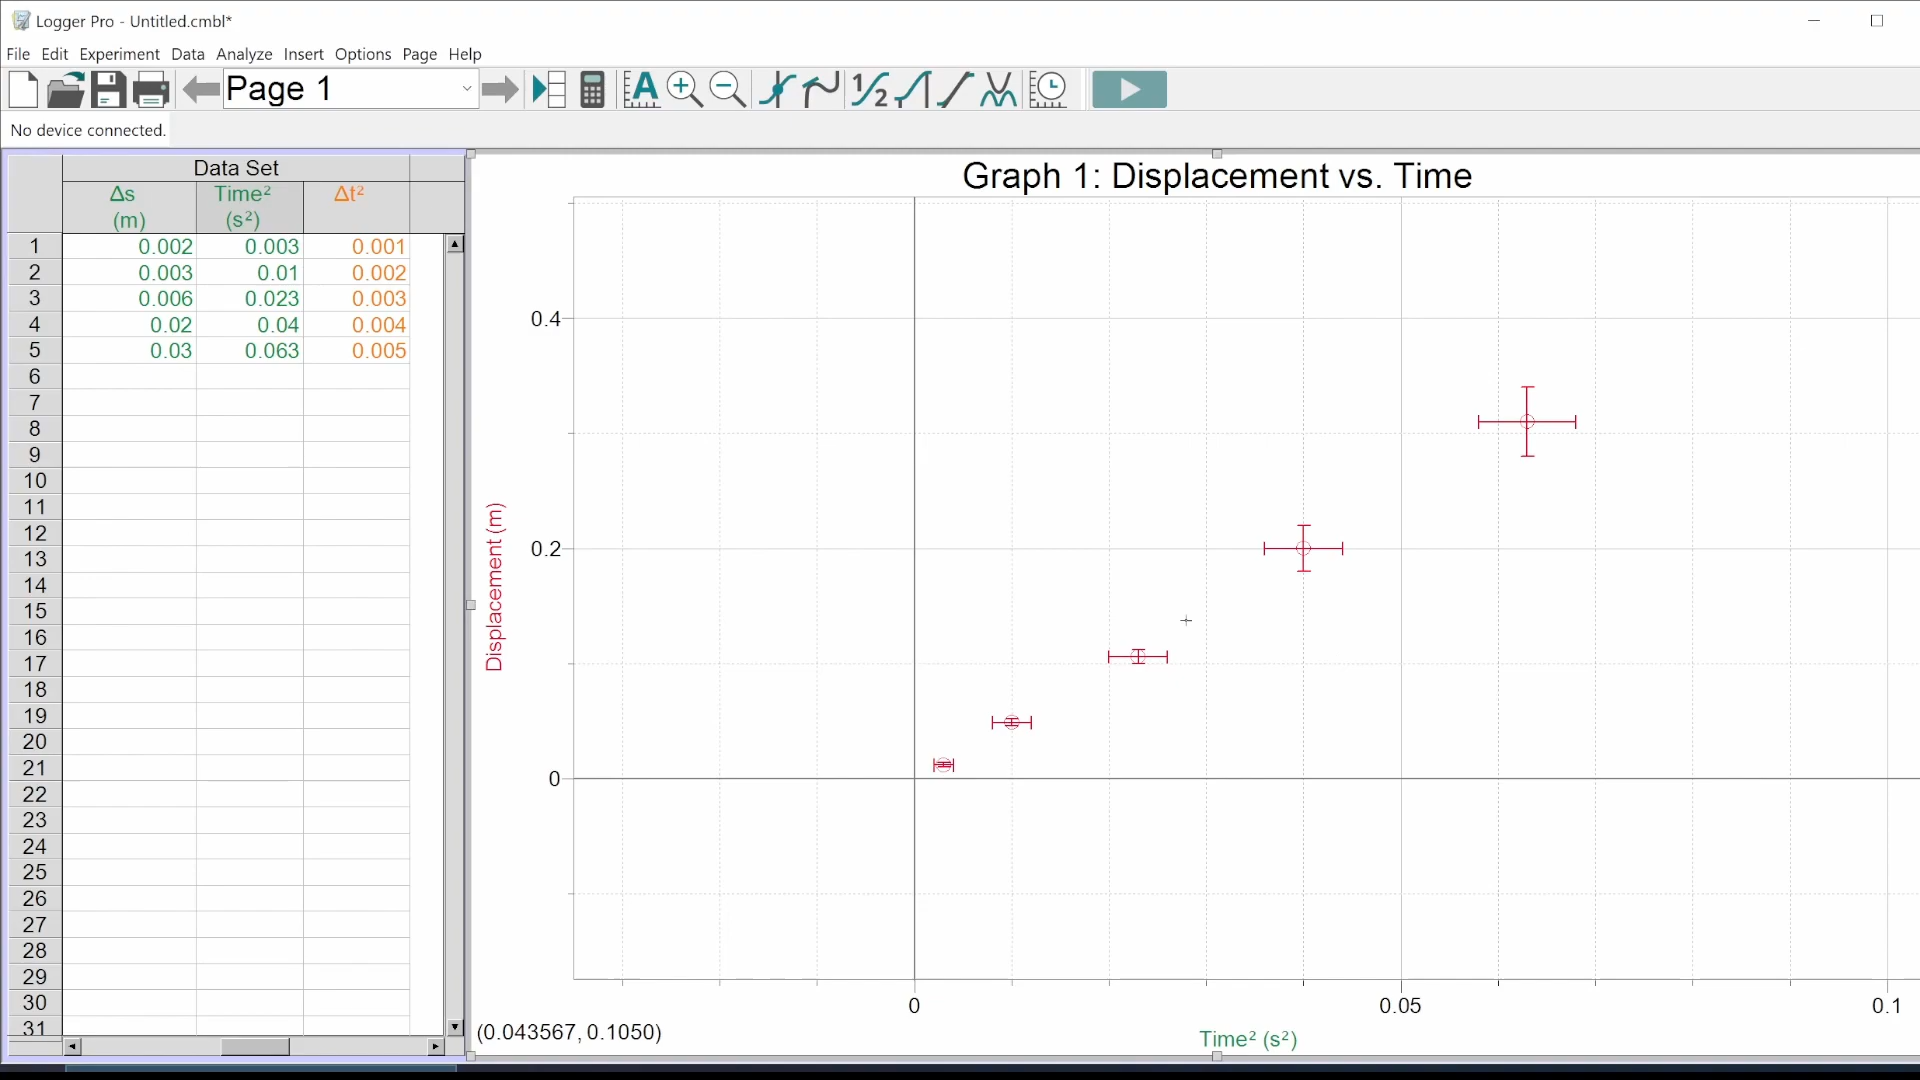 Logger Pro - Untitled.cmbl*
File Edit Experiment Data Analyze Insert Options Page Help
Page 1
No device connected.
Data Set
Δs Time² Δt²
(m) (s²)
1 0.002 0.003 0.001
2 0.003 0.01 0.002
3 0.006 0.023 0.003
4 0.02 0.04 0.004
5 0.03 0.063 0.005
6
7
8
9
10
11
12
13
14
15
16
17
18
19
20
21
22
23
24
25
26
27
28
29
30
31
Graph 1: Displacement vs. Time
0.4
0.2
0
Displacement (m)
0 0.05 0.1
(0.043567, 0.1050)
Time² (s²)